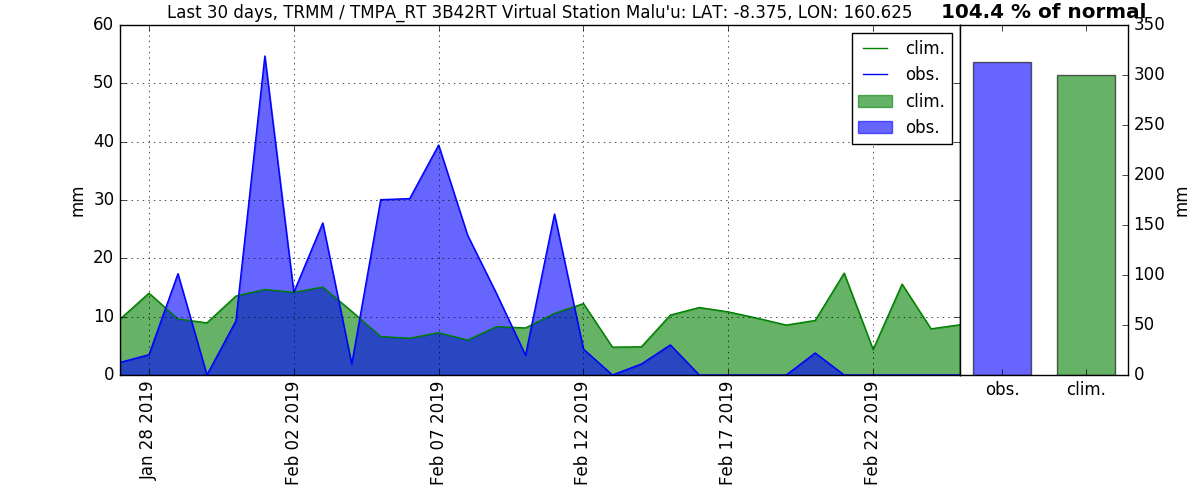 Last 30 days, TRMM / TMPA_RT 3B42RT Virtual Station Malu'u: LAT: -8.375, LON: 160.625
104.4 % of normal
60
50
40
30
20
10
0
mm
Jan 28 2019
Feb 02 2019
Feb 07 2019
Feb 12 2019
Feb 17 2019
Feb 22 2019
clim.
obs.
clim.
obs.
350
300
250
200
150
100
50
0
mm
obs.
clim.